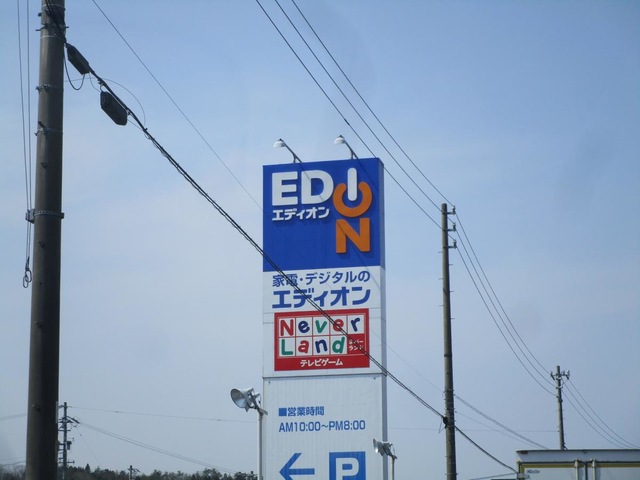 EDION
エディオン
家電・デジタルの
エディオン
Never
Land
ネバーランド
テレビゲーム
■営業時間
AM10:00～PM8:00
← P